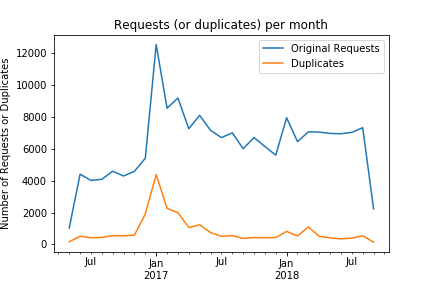 Requests (or duplicates) per month
Number of Requests or Duplicates
12000
10000
8000
6000
4000
2000
0
Original Requests
Duplicates
Jul
Jan
2017
Jul
Jan
2018
Jul